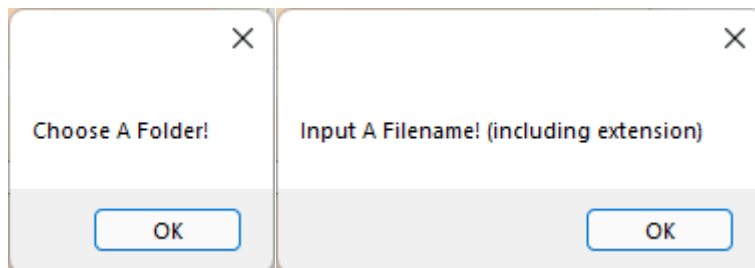 Choose A Folder!
OK
Input A Filename! (including extension)
OK